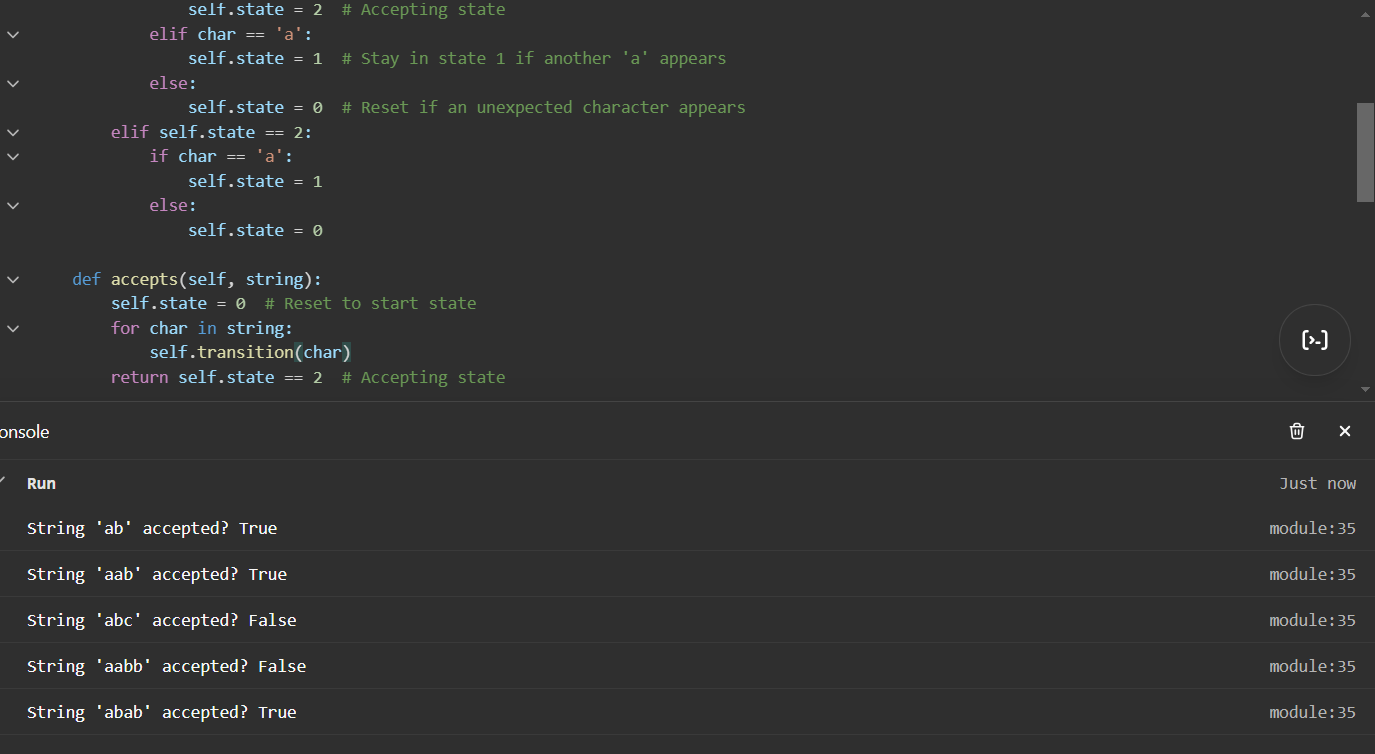 self.state = 2  # Accepting state
elif char == 'a':
self.state = 1  # Stay in state 1 if another 'a' appears
else:
self.state = 0  # Reset if an unexpected character appears
elif self.state == 2:
if char == 'a':
self.state = 1
else:
self.state = 0
def accepts(self, string):
self.state = 0  # Reset to start state
for char in string:
self.transition(char)
return self.state == 2  # Accepting state
onsole
Run Just now
String 'ab' accepted? True module:35
String 'aab' accepted? True module:35
String 'abc' accepted? False module:35
String 'aabb' accepted? False module:35
String 'abab' accepted? True module:35